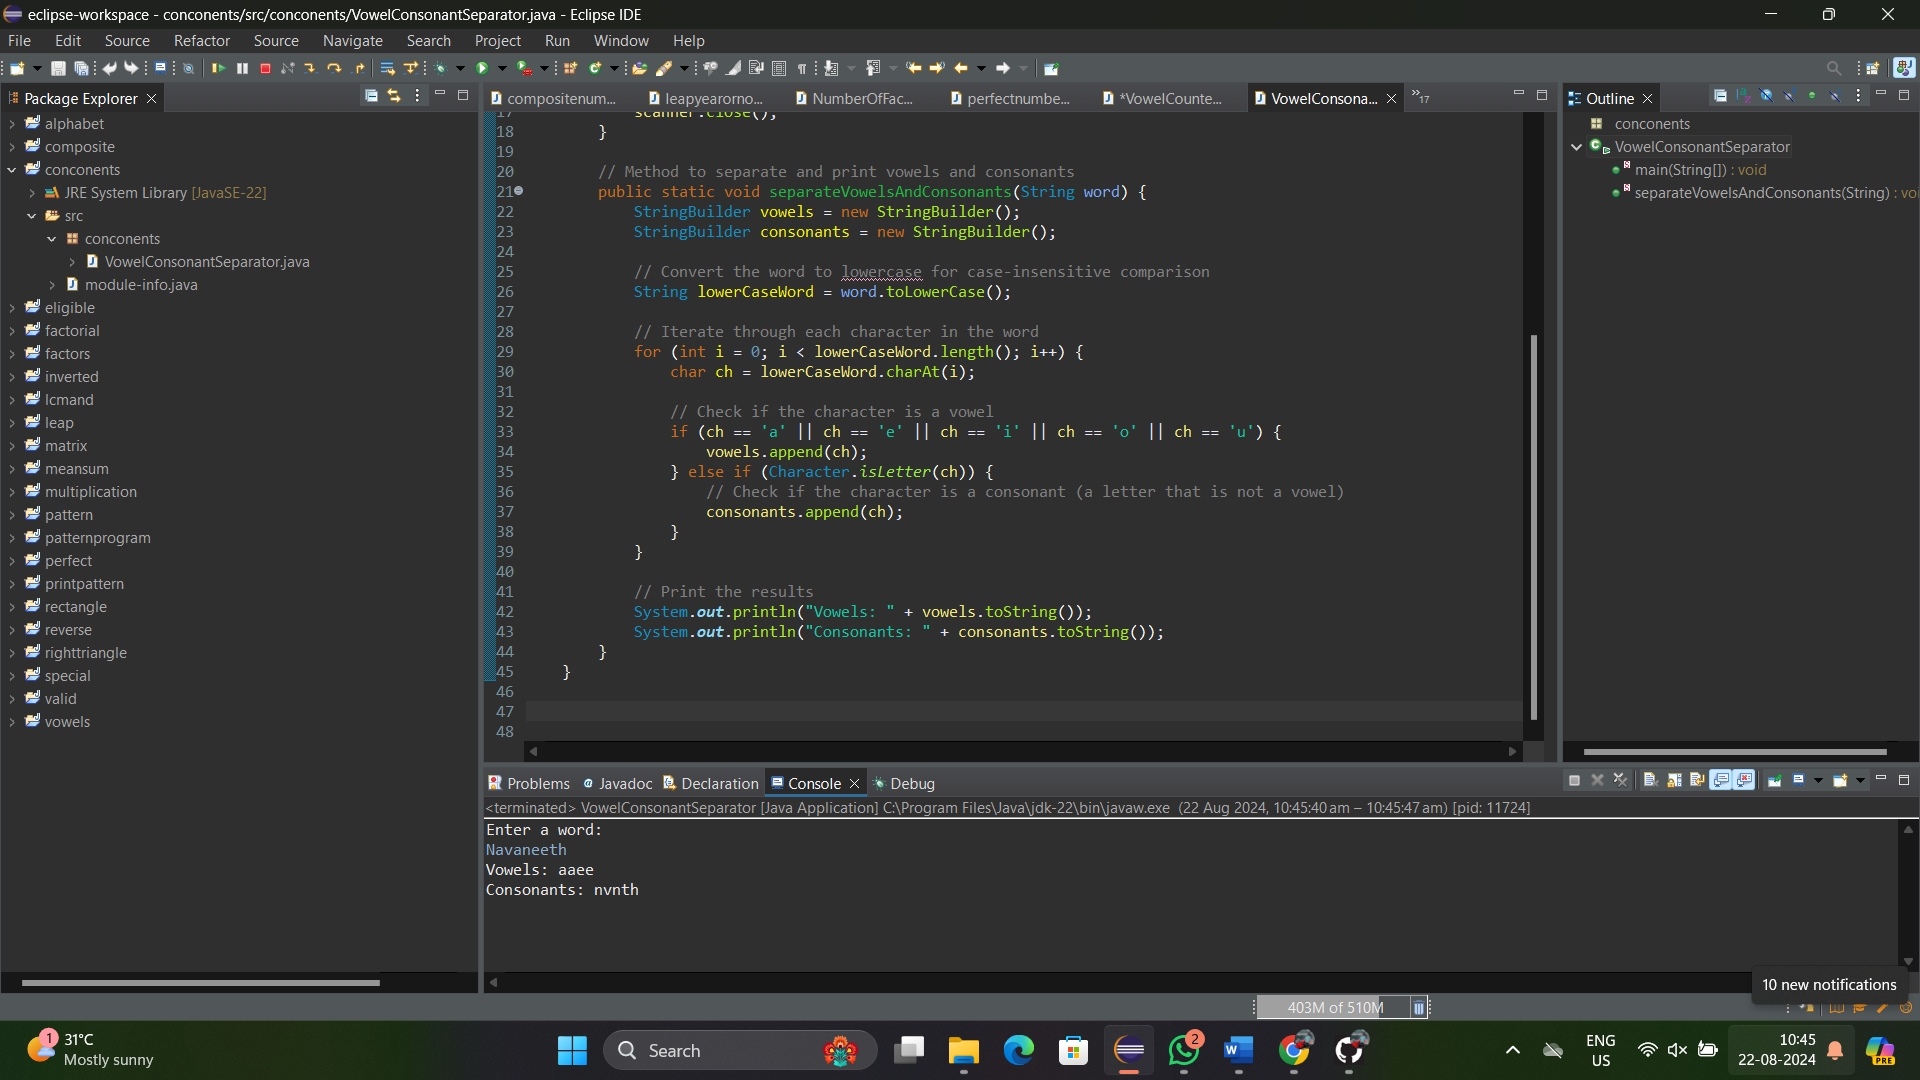 eclipse-workspace - conconents/src/conconents/VowelConsonantSeparator.java - Eclipse IDE
File Edit Source Refactor Source Navigate Search Project Run Window Help
Package Explorer
alphabet
composite
conconents
JRE System Library [JavaSE-22]
src
conconents
VowelConsonantSeparator.java
module-info.java
eligible
factorial
factors
inverted
lcmand
leap
matrix
meansum
multiplication
pattern
patternprogram
perfect
printpattern
rectangle
reverse
righttriangle
special
valid
vowels
compositenum... leapyearorno... NumberOfFac... perfectnumbe... *VowelCounte... VowelConsona... »17
17 scanner.close();
18 }
19
20 // Method to separate and print vowels and consonants
21 public static void separateVowelsAndConsonants(String word) {
22 StringBuilder vowels = new StringBuilder();
23 StringBuilder consonants = new StringBuilder();
24
25 // Convert the word to lowercase for case-insensitive comparison
26 String lowerCaseWord = word.toLowerCase();
27
28 // Iterate through each character in the word
29 for (int i = 0; i < lowerCaseWord.length(); i++) {
30 char ch = lowerCaseWord.charAt(i);
31
32 // Check if the character is a vowel
33 if (ch == 'a' || ch == 'e' || ch == 'i' || ch == 'o' || ch == 'u') {
34 vowels.append(ch);
35 } else if (Character.isLetter(ch)) {
36 // Check if the character is a consonant (a letter that is not a vowel)
37 consonants.append(ch);
38 }
39 }
40
41 // Print the results
42 System.out.println("Vowels: " + vowels.toString());
43 System.out.println("Consonants: " + consonants.toString());
44 }
45 }
46
47
48
Outline
conconents
VowelConsonantSeparator
main(String[]) : void
separateVowelsAndConsonants(String) : voi
Problems Javadoc Declaration Console Debug
<terminated> VowelConsonantSeparator [Java Application] C:\Program Files\Java\jdk-22\bin\javaw.exe (22 Aug 2024, 10:45:40 am – 10:45:47 am) [pid: 11724]
Enter a word:
Navaneeth
Vowels: aaee
Consonants: nvnth
10 new notifications
403M of 510M
1
31°C
Mostly sunny
Search
2
ENG
US
10:45
22-08-2024
PRE